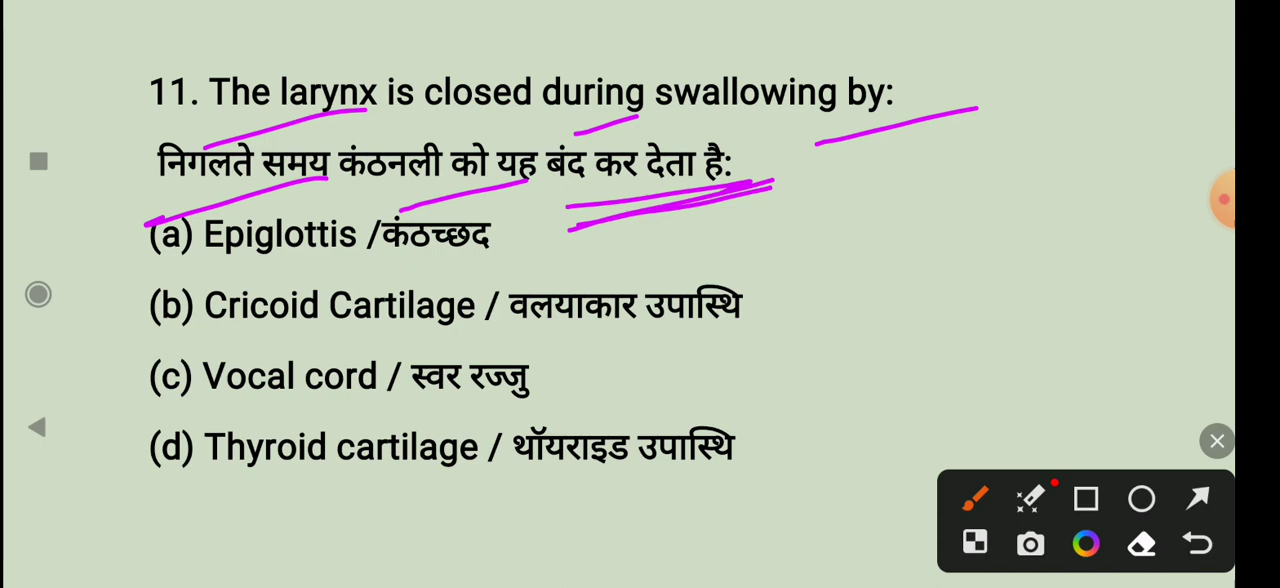 11. The larynx is closed during swallowing by:
निगलते समय कंठनली को यह बंद कर देता है:
(a) Epiglottis /कंठच्छद
(b) Cricoid Cartilage / वलयाकार उपास्थि
(c) Vocal cord / स्वर रज्जु
(d) Thyroid cartilage / थॉयराइड उपास्थि